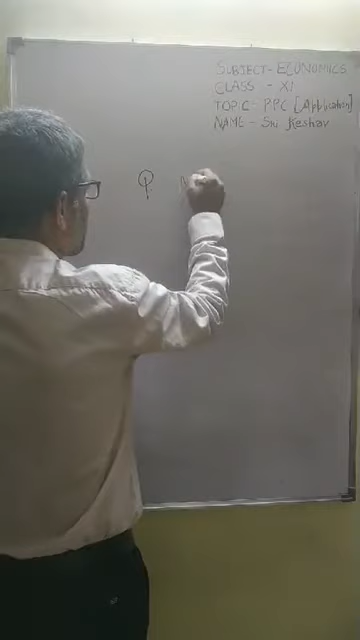 SUBJECT - ECONOMICS
CLASS - XI
TOPIC - PPC [Application]
NAME - Sri Keshav
Q